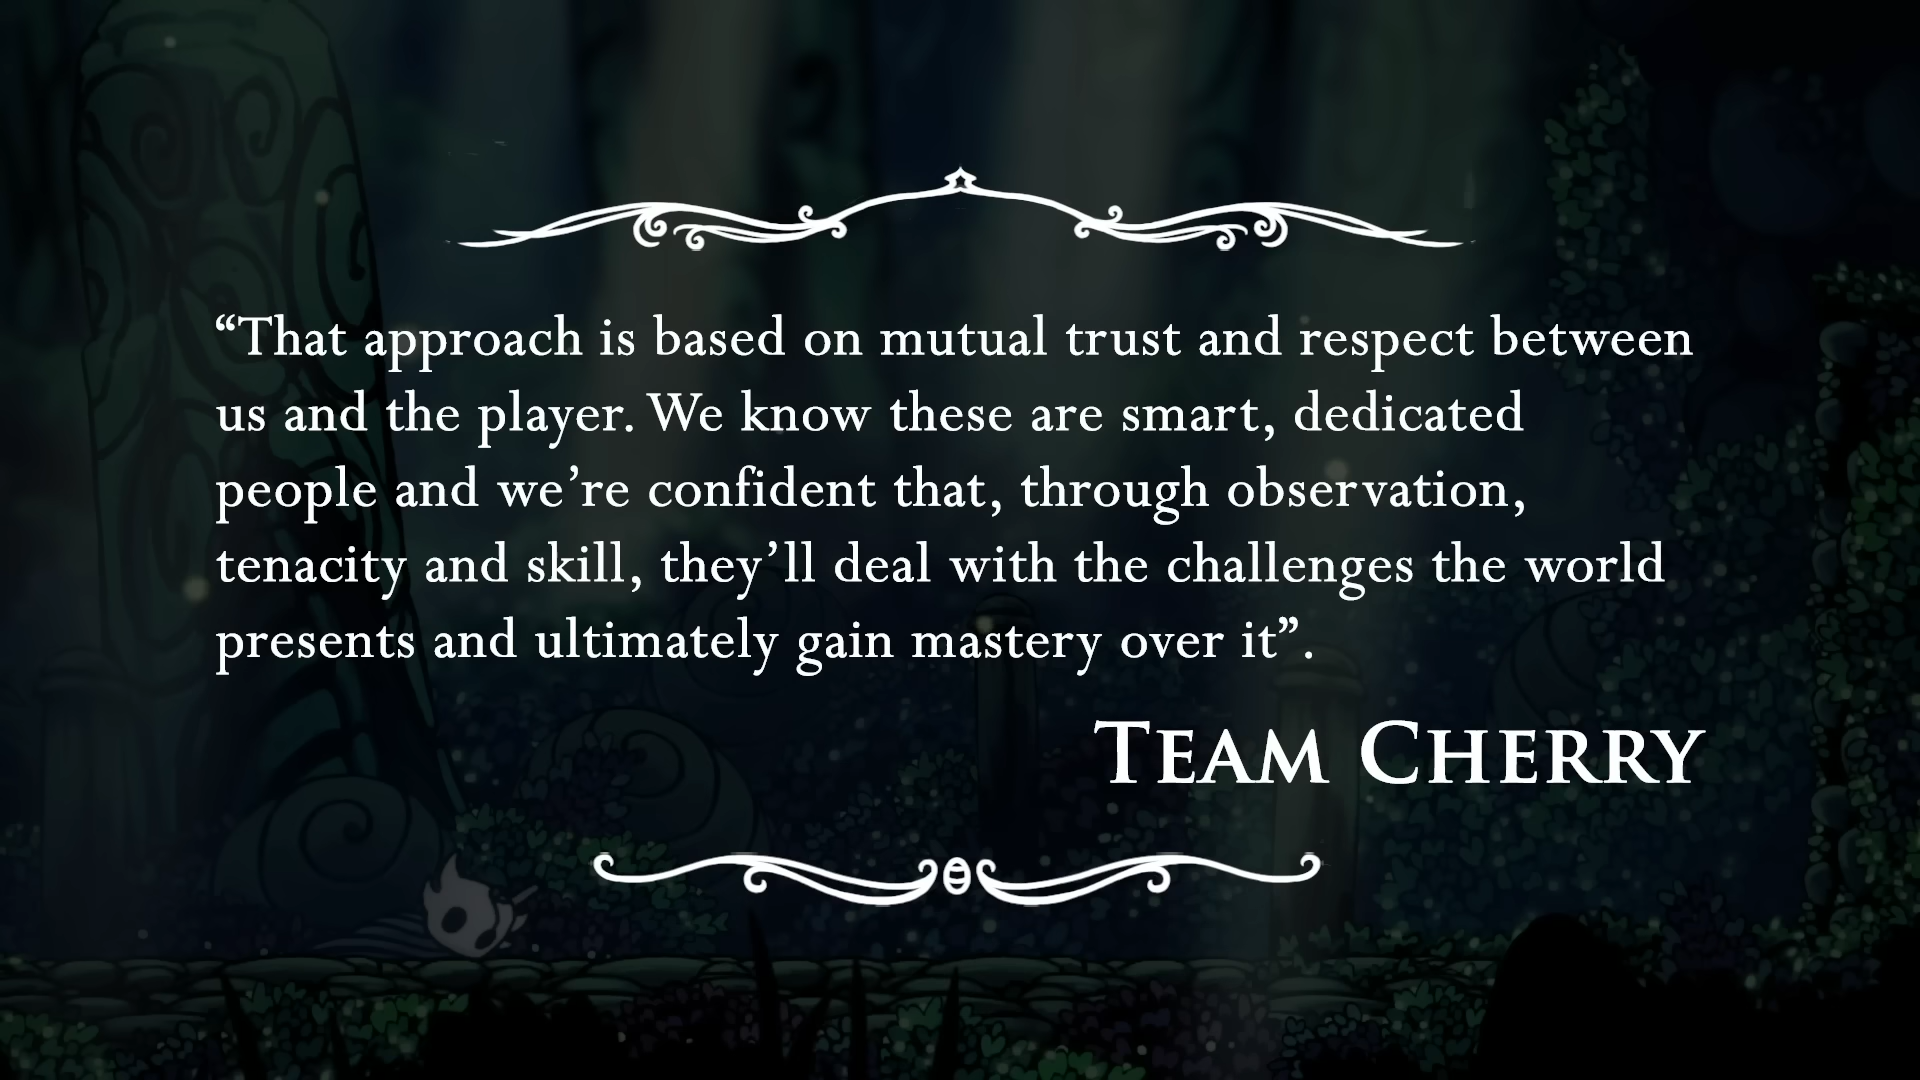 “That approach is based on mutual trust and respect between
us and the player. We know these are smart, dedicated
people and we’re confident that, through observation,
tenacity and skill, they’ll deal with the challenges the world
presents and ultimately gain mastery over it”.
TEAM CHERRY